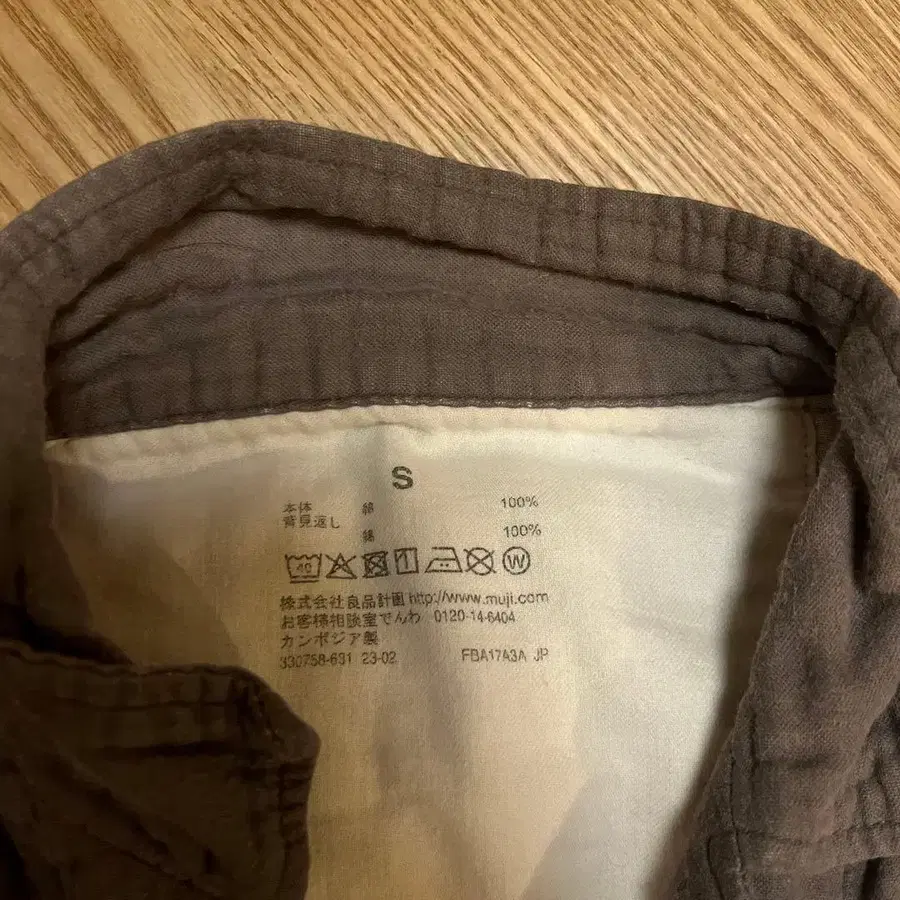 S
本体 綿 100%
背見返し
綿 100%
40 W
株式会社良品計画 http://www.muji.com
お客様相談室でんわ 0120-14-6404
カンボジア製
330758-631 23-02 FBA17A3A JP